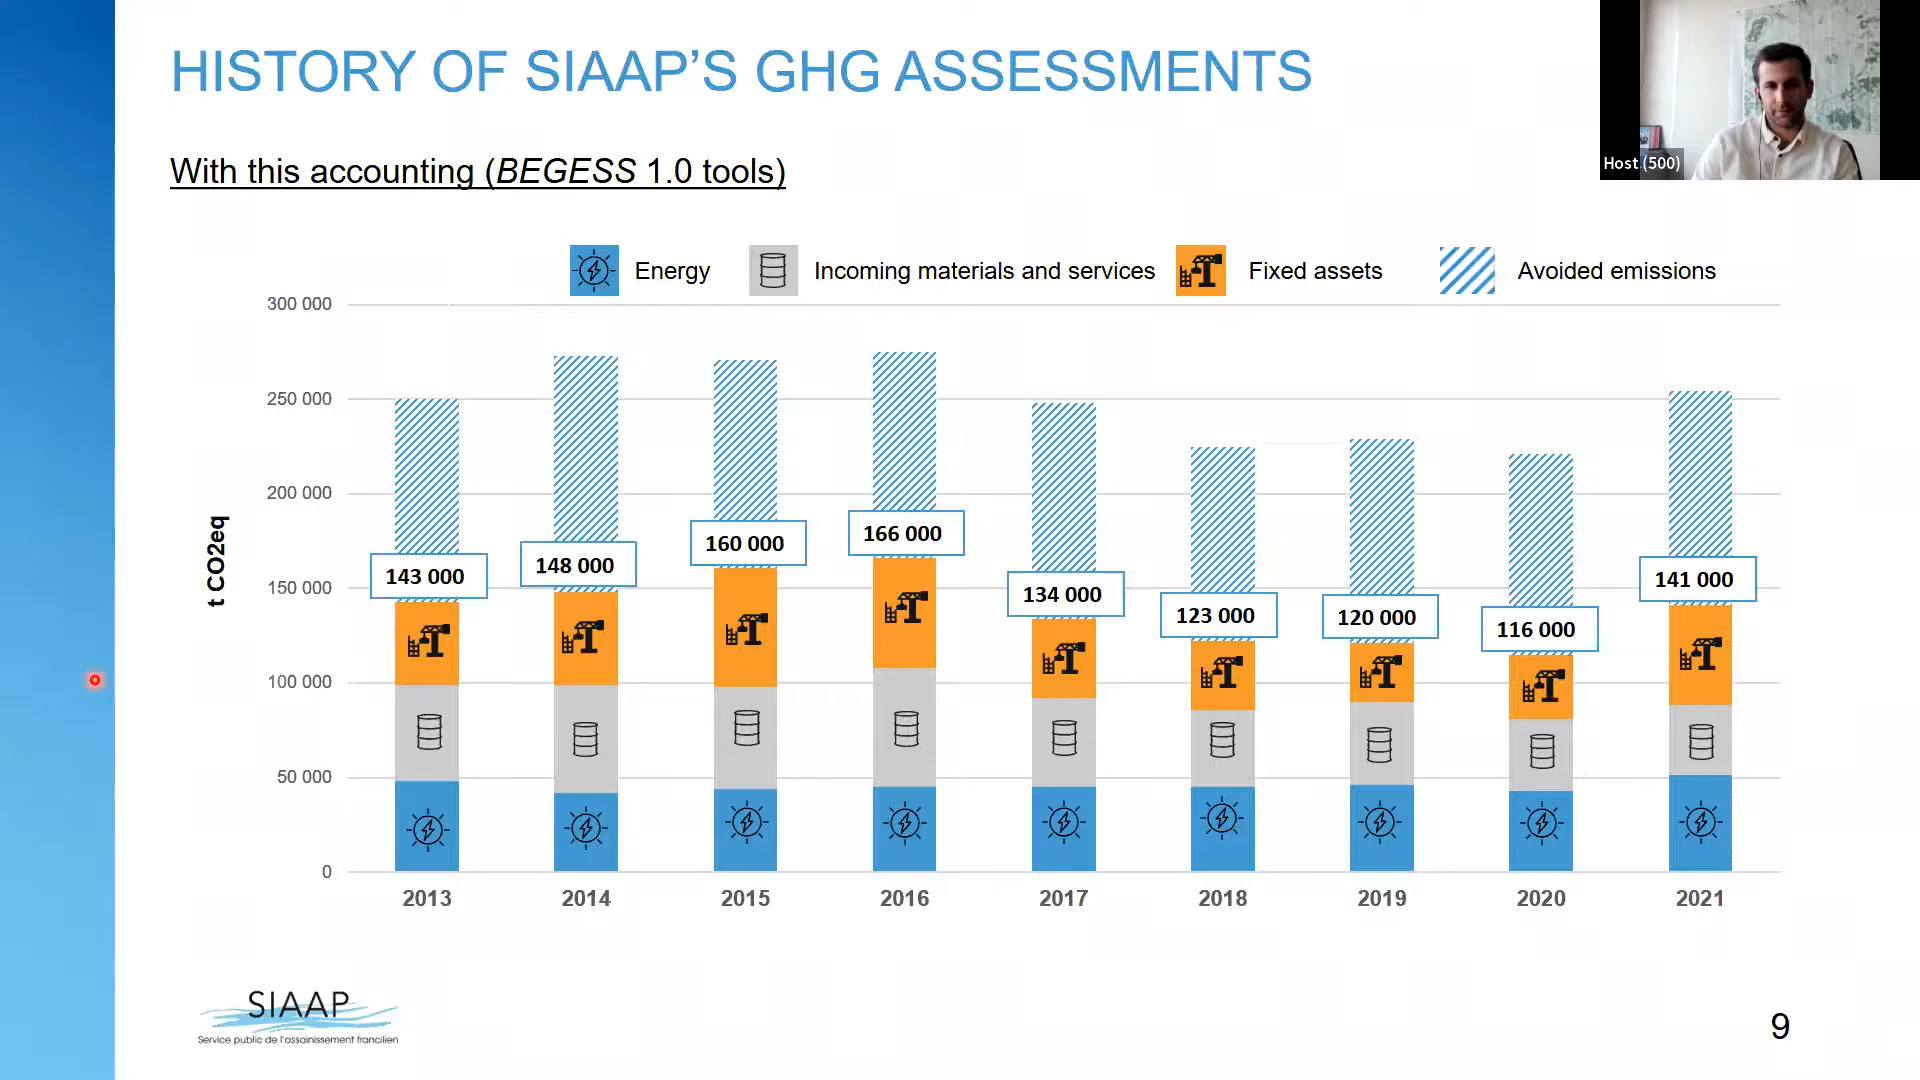 HISTORY OF SIAAP’S GHG ASSESSMENTS
Host (500)
With this accounting (BEGESS 1.0 tools)
Energy
Incoming materials and services
Fixed assets
Avoided emissions
t CO2eq
300 000
250 000
200 000
150 000
100 000
50 000
0
143 000
148 000
160 000
166 000
134 000
123 000
120 000
116 000
141 000
2013
2014
2015
2016
2017
2018
2019
2020
2021
SIAAP
Service public de l'assainissement francilien
9